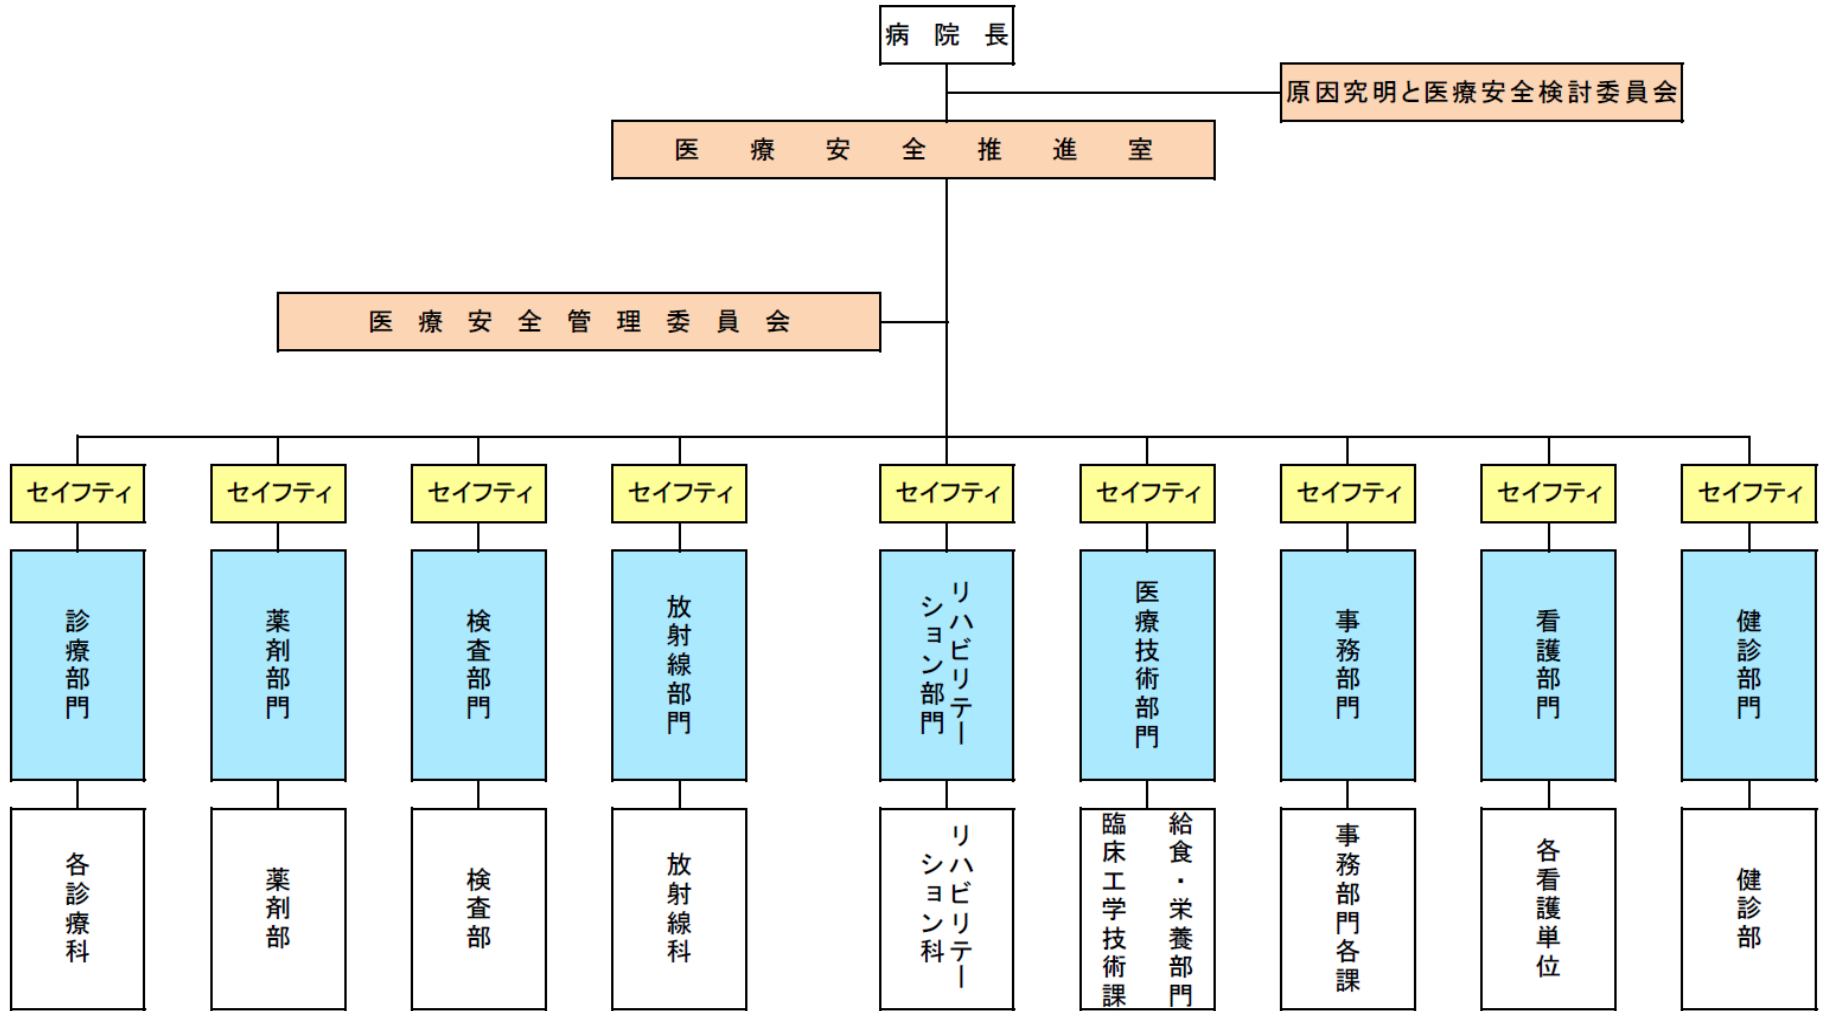 病院長
原因究明と医療安全検討委員会
医療安全推進室
医療安全管理委員会
セイフティ
セイフティ
セイフティ
セイフティ
セイフティ
セイフティ
セイフティ
セイフティ
セイフティ
診療部門
薬剤部門
検査部門
放射線部門
リハビリテー
ション部門
医療技術部門
事務部門
看護部門
健診部門
各診療科
薬剤部
検査部
放射線科
リハビリテー
ション科
給食・栄養部門
臨床工学技術課
事務部門各課
各看護単位
健診部